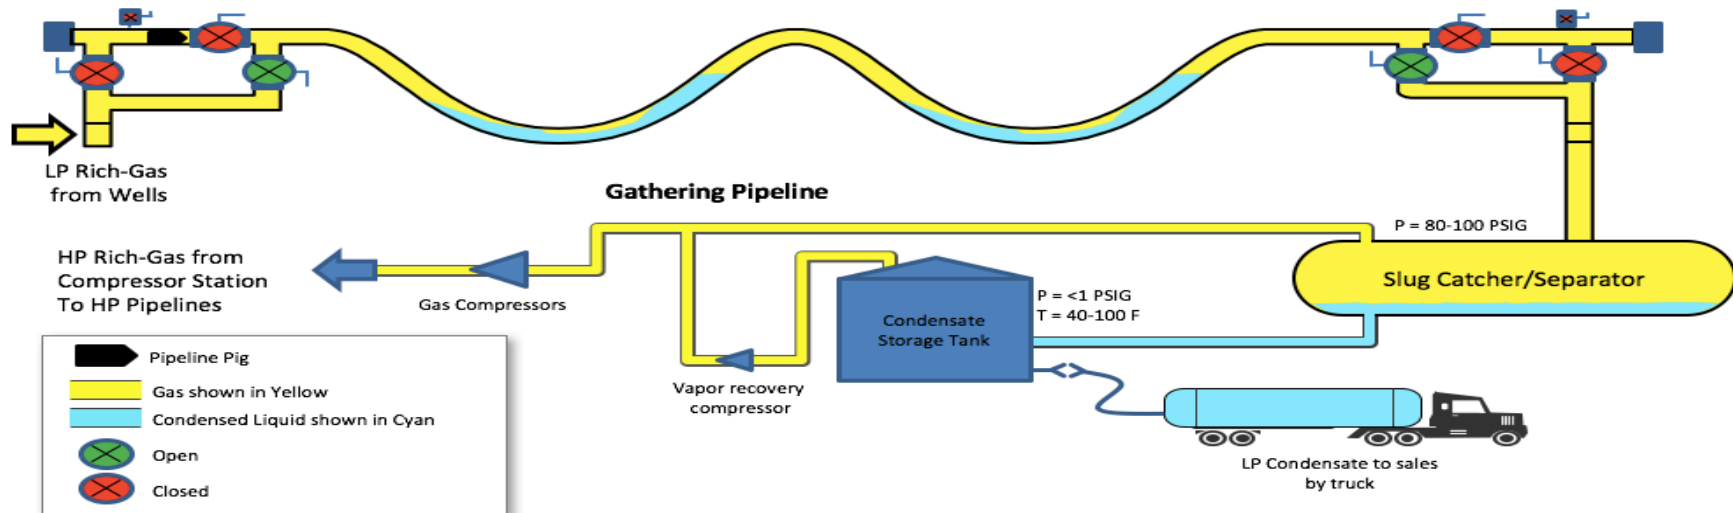 LP Rich-Gas
from Wells
Gathering Pipeline
P = 80-100 PSIG
HP Rich-Gas from
Compressor Station
To HP Pipelines
Gas Compressors
Slug Catcher/Separator
P = <1 PSIG
T = 40-100 F
Condensate
Storage Tank
Vapor recovery
compressor
Pipeline Pig
Gas shown in Yellow
Condensed Liquid shown in Cyan
Open
Closed
LP Condensate to sales
by truck